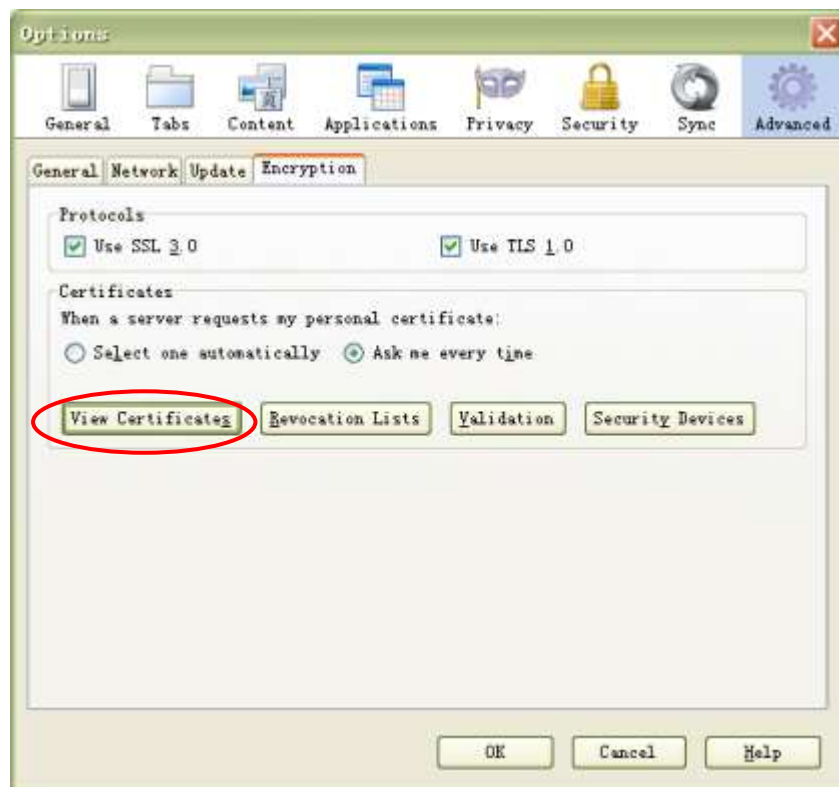 Options
General Tabs Content Applications Privacy Security Sync Advanced
General Network Update Encryption
Protocols
Use SSL 3.0 Use TLS 1.0
Certificates
When a server requests my personal certificate:
Select one automatically Ask me every time
View Certificates Revocation Lists Validation Security Devices
OK Cancel Help